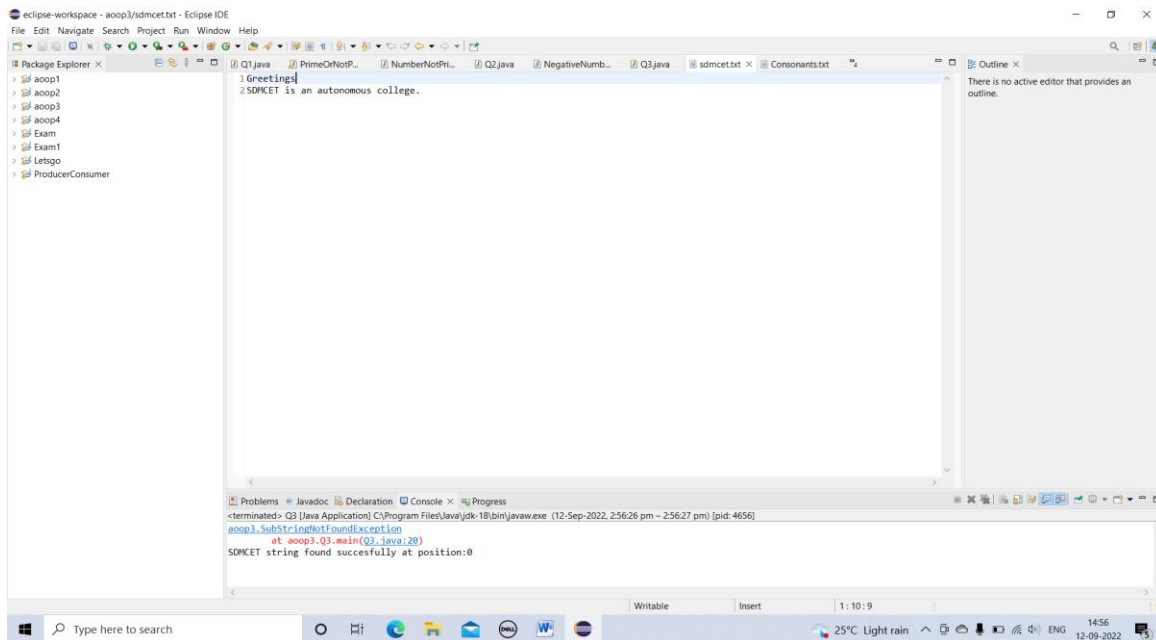 eclipse-workspace - aoop3/sdmcet.txt - Eclipse IDE
File Edit Navigate Search Project Run Window Help
Package Explorer
Q1.java PrimeOrNotP... NumberNotPri... Q2.java NegativeNumb... Q3.java sdmcet.txt Consonants.txt
Outline
aoop1
aoop2
aoop3
aoop4
Exam
Exam1
Letsgo
ProducerConsumer
1 Greetings
2 SDMCET is an autonomous college.
There is no active editor that provides an
outline.
Problems Javadoc Declaration Console Progress
<terminated> Q3 [Java Application] C:\Program Files\Java\jdk-18\bin\javaw.exe (12-Sep-2022, 2:56:26 pm – 2:56:27 pm) [pid: 4656]
aoop3.SubStringNotFoundException
at aoop3.Q3.main(Q3.java:20)
SDMCET string found succesfully at position:0
Writable Insert 1 : 10 : 9
Type here to search
DELL
W
25°C Light rain
ENG
14:56
12-09-2022